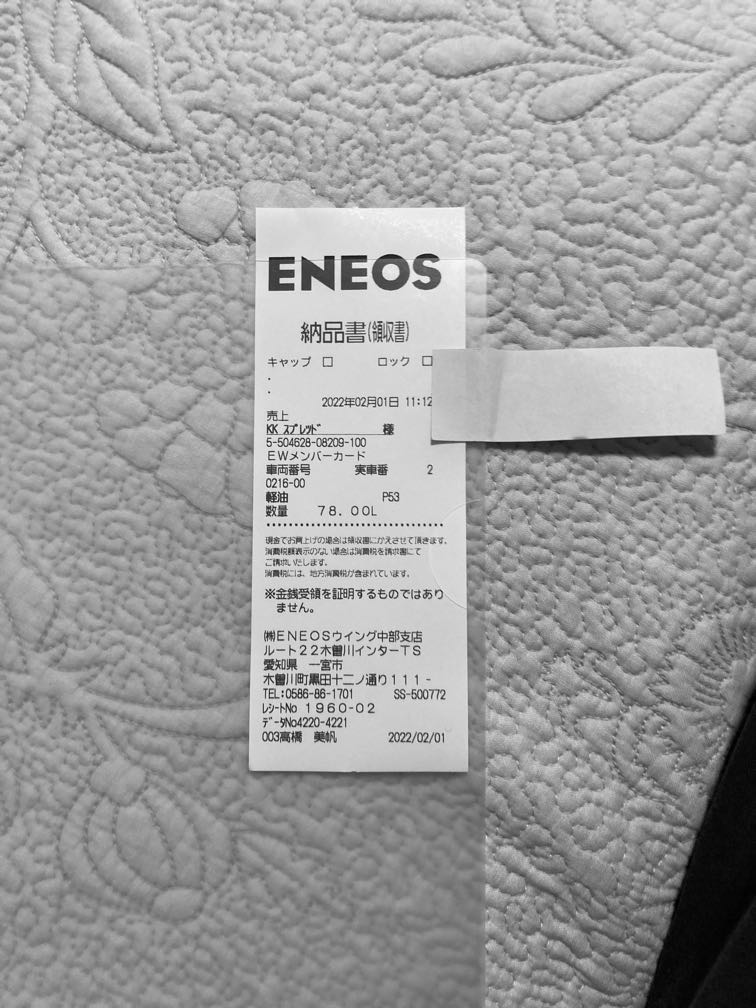 ENEOS
納品書(領収書)
キャップ □ ロック □
・
・
2022年02月01日 11:12
売上
KK スプレッド 様
5-504628-08209-100
EWメンバーカード
車両番号 実車番 2
0216-00
軽油 P53
数量 78.00L
現金でお買上げの場合は領収書にかえさせて頂きます。
消費税額表示のない場合は消費税を請求書にて
ご請求いたします。
消費税には、地方消費税が含まれています。
※金銭受領を証明するものではあり
ません。
㈱ENEOSウイング中部支店
ルート22木曽川インターTS
愛知県 一宮市
木曽川町黒田十二ノ通り111-
TEL:0586-86-1701 SS-500772
レシートNo 1960-02
データNo4220-4221
003高橋 美帆 2022/02/01